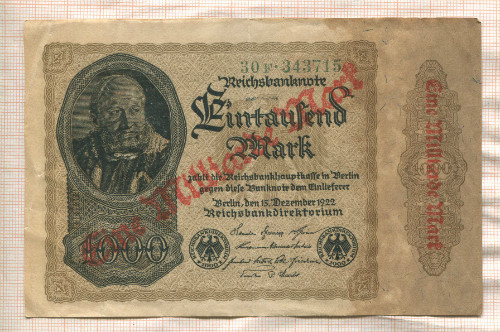 30 F·343715
Reichsbanknote
Eintausend
Mark
zahlt die Reichsbankhauptkasse in Berlin
gegen diese Banknote dem Einlieferer
Berlin, den 15. Dezember 1922
Reichsbankdirektorium
1000
Eine Milliarde Mark
Eine Milliarde Mark